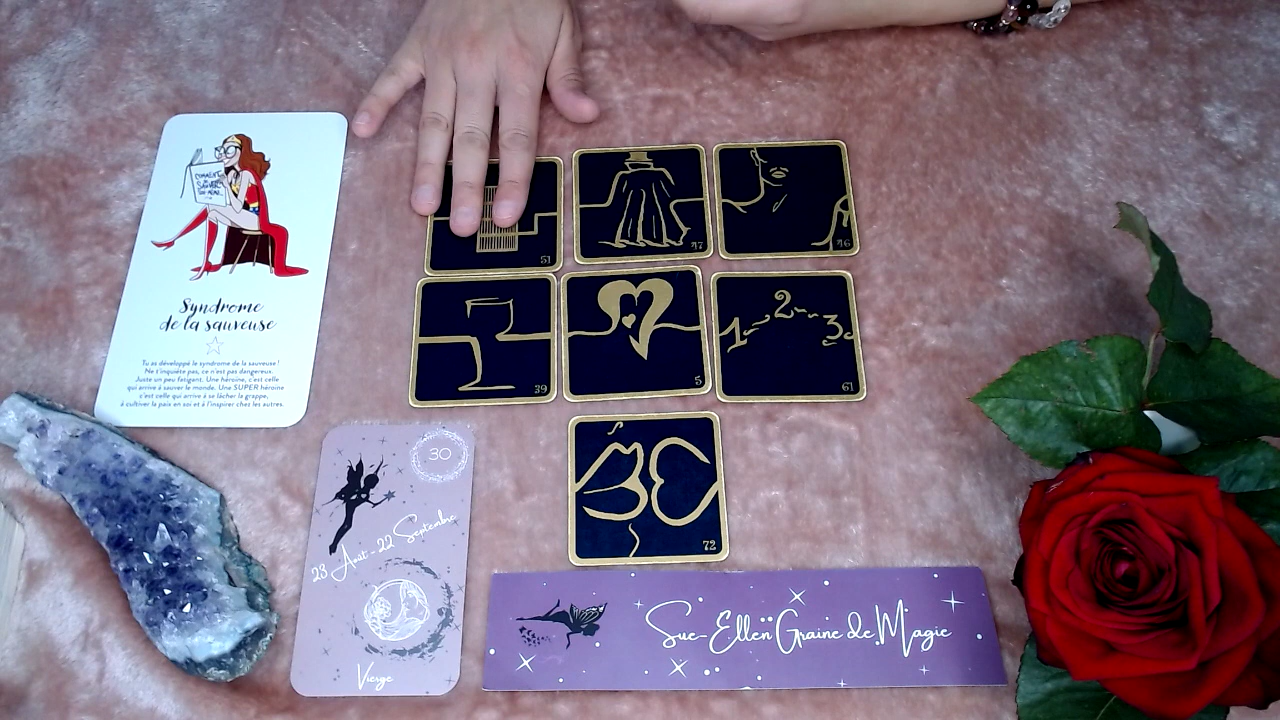 COMMENT
SAUVER
Syndrome
de la sauveuse
Tu as développé le syndrome de la sauveuse !
Ne t'inquiète pas, ce n'est pas dangereux.
Juste un peu fatigant. Une héroïne, c'est celle
qui arrive à sauver le monde. Une SUPER héroïne
c'est celle qui arrive à se lâcher la grappe,
à cultiver la paix en soi et à l'inspirer chez les autres.
51
47
46
39
5
1 2 3
61
72
30
23 Août - 22 Septembre
Vierge
Sue-Ellen Graine de Magie